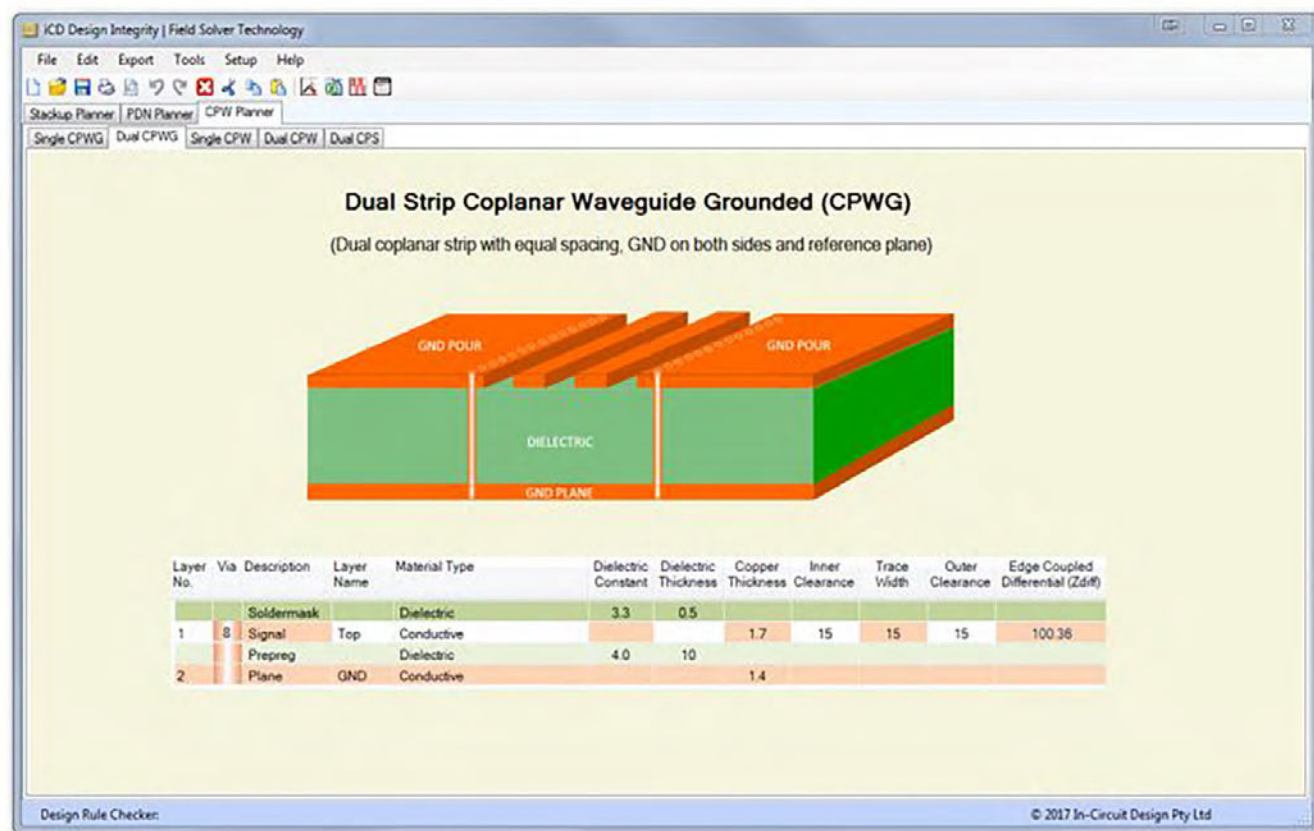 iCD Design Integrity | Field Solver Technology
File Edit Export Tools Setup Help
Stackup Planner PDN Planner CPW Planner
Single CPWG Dual CPWG Single CPW Dual CPW Dual CPS
Dual Strip Coplanar Waveguide Grounded (CPWG)
(Dual coplanar strip with equal spacing, GND on both sides and reference plane)
GND POUR GND POUR
DIELECTRIC
GND PLANE
Layer Via Description Layer Material Type Dielectric Dielectric Copper Inner Trace Outer Edge Coupled
No. Name Constant Thickness Thickness Clearance Width Clearance Differential (Zdiff)
Soldermask Dielectric 3.3 0.5
1 8 Signal Top Conductive 1.7 15 15 15 100.36
Prepreg Dielectric 4.0 10
2 Plane GND Conductive 1.4
Design Rule Checker: © 2017 In-Circuit Design Pty Ltd